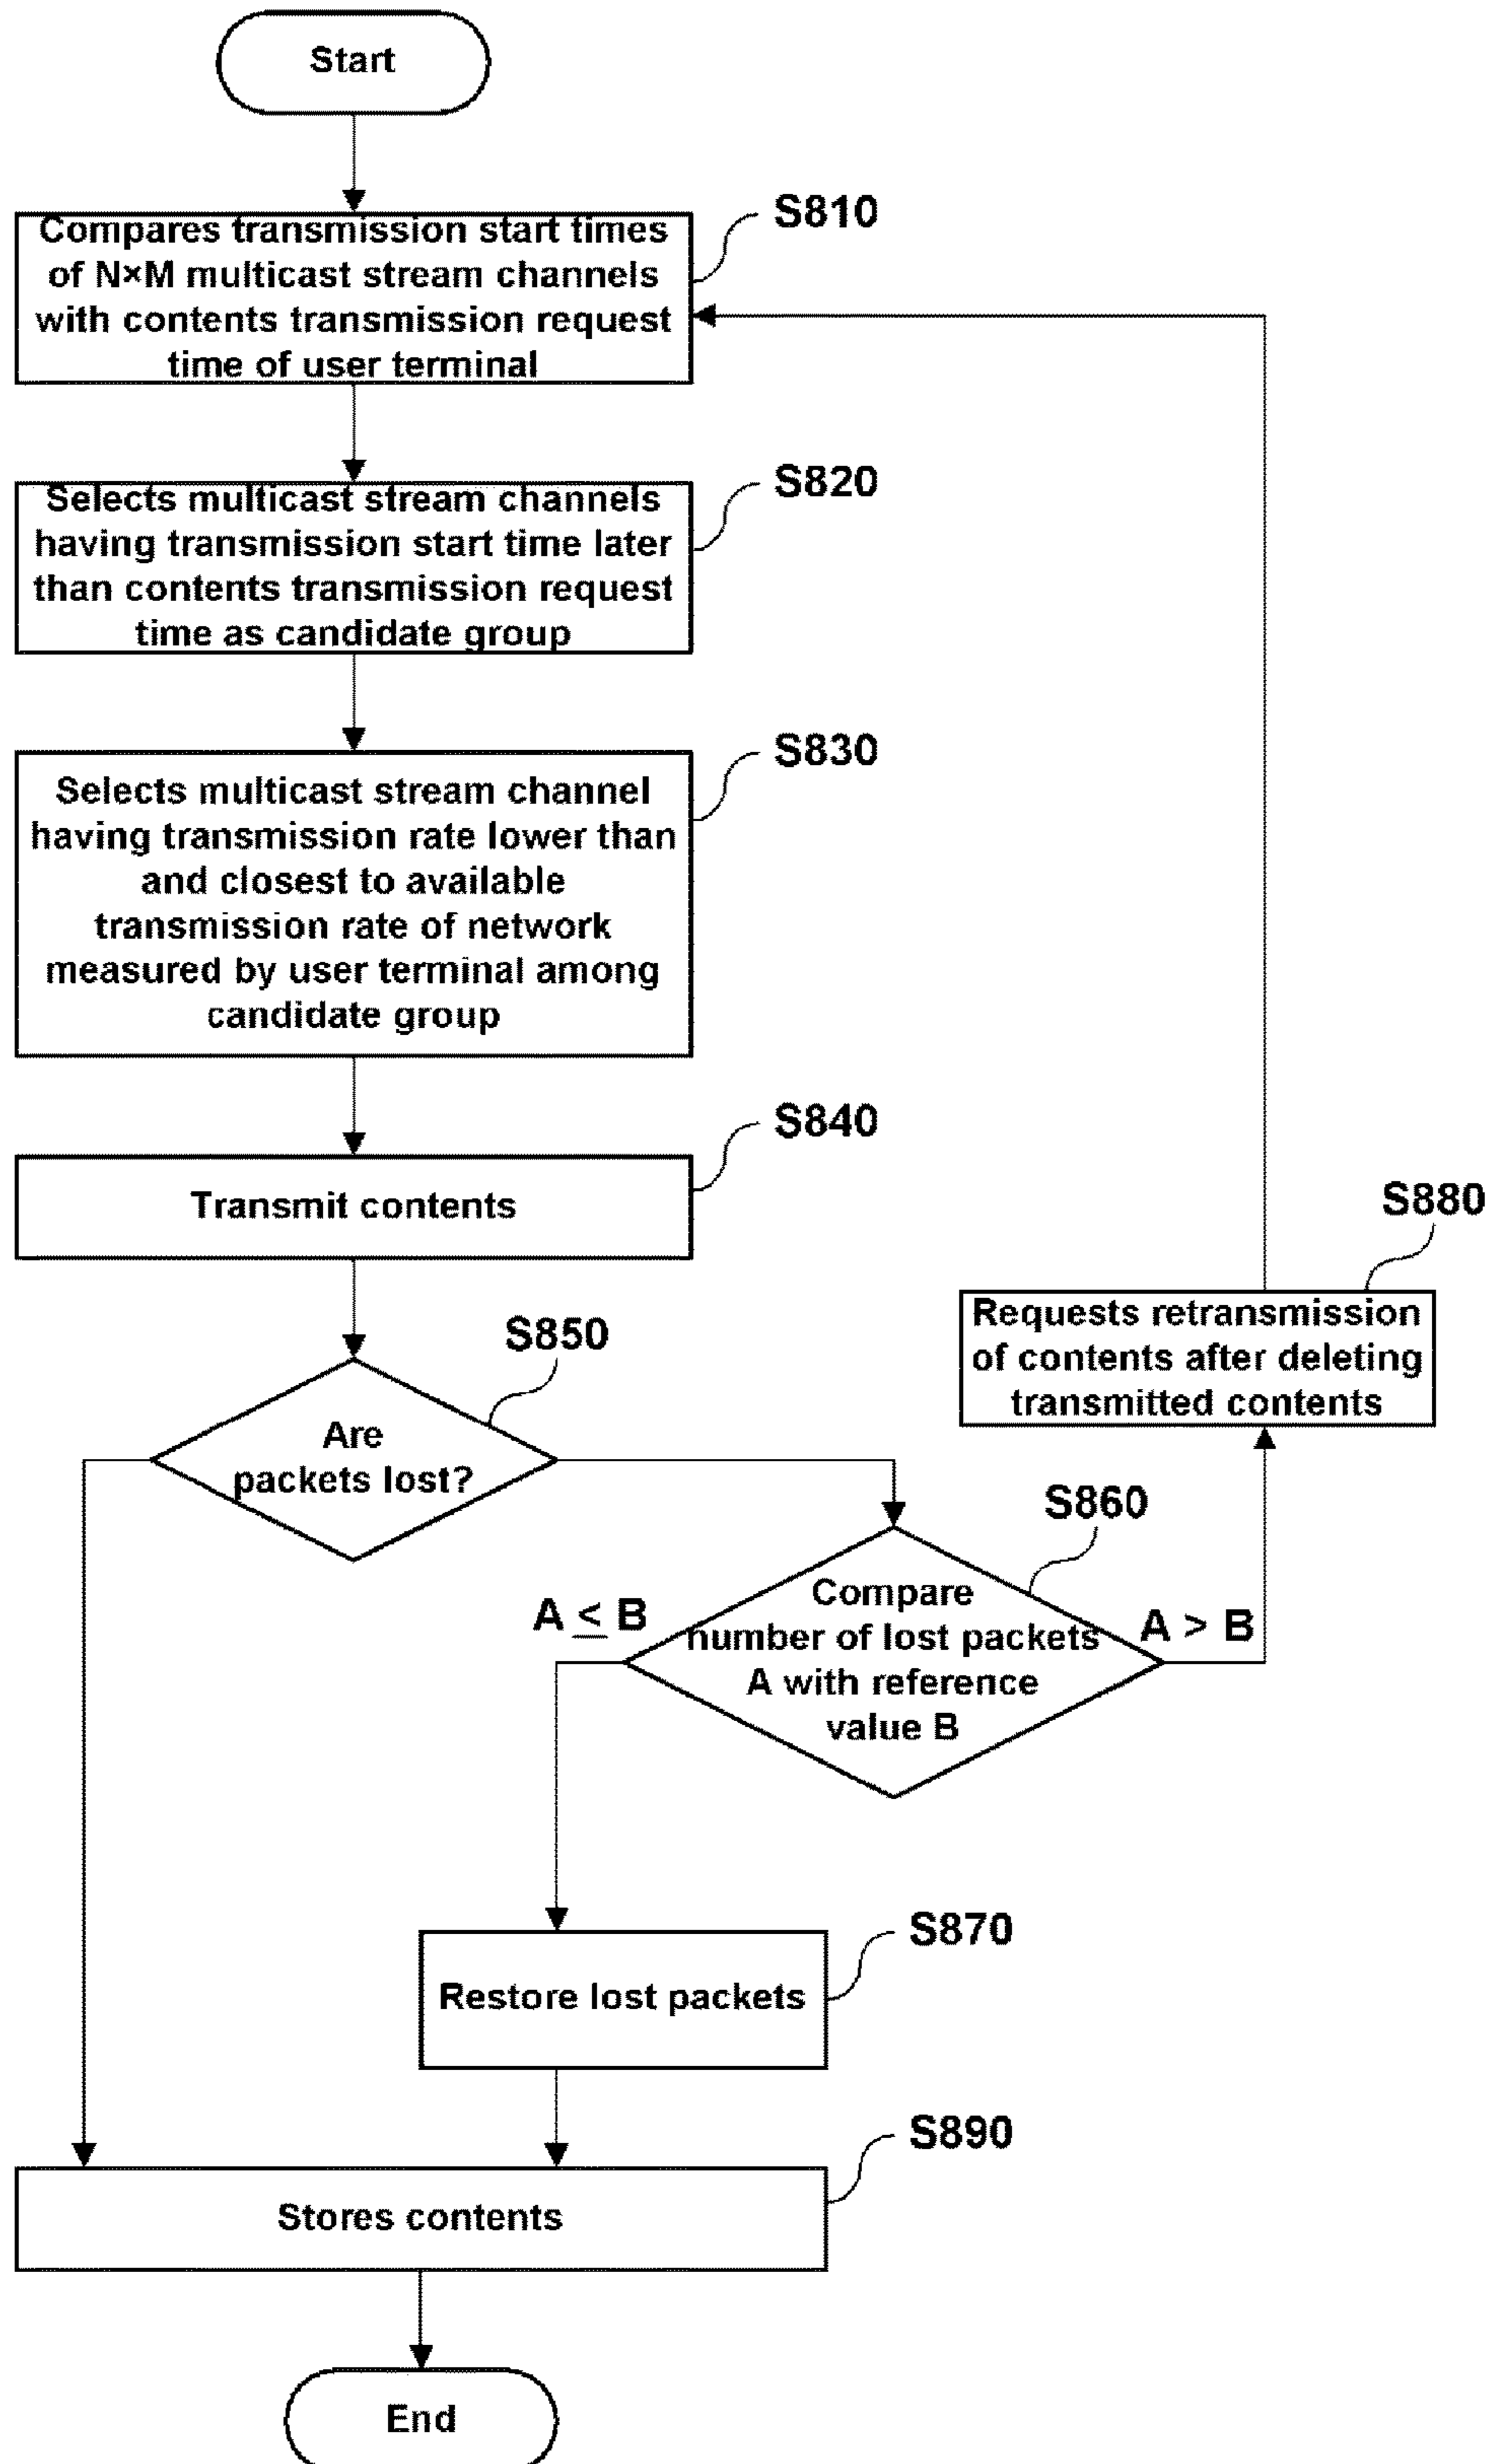 Start
S810
Compares transmission start times
of N×M multicast stream channels
with contents transmission request
time of user terminal
S820
Selects multicast stream channels
having transmission start time later
than contents transmission request
time as candidate group
S830
Selects multicast stream channel
having transmission rate lower than
and closest to available
transmission rate of network
measured by user terminal among
candidate group
S840
Transmit contents
S880
Requests retransmission
of contents after deleting
transmitted contents
S850
Are
packets lost?
S860
Compare
number of lost packets
A with reference
value B
A ≤ B
A > B
S870
Restore lost packets
S890
Stores contents
End